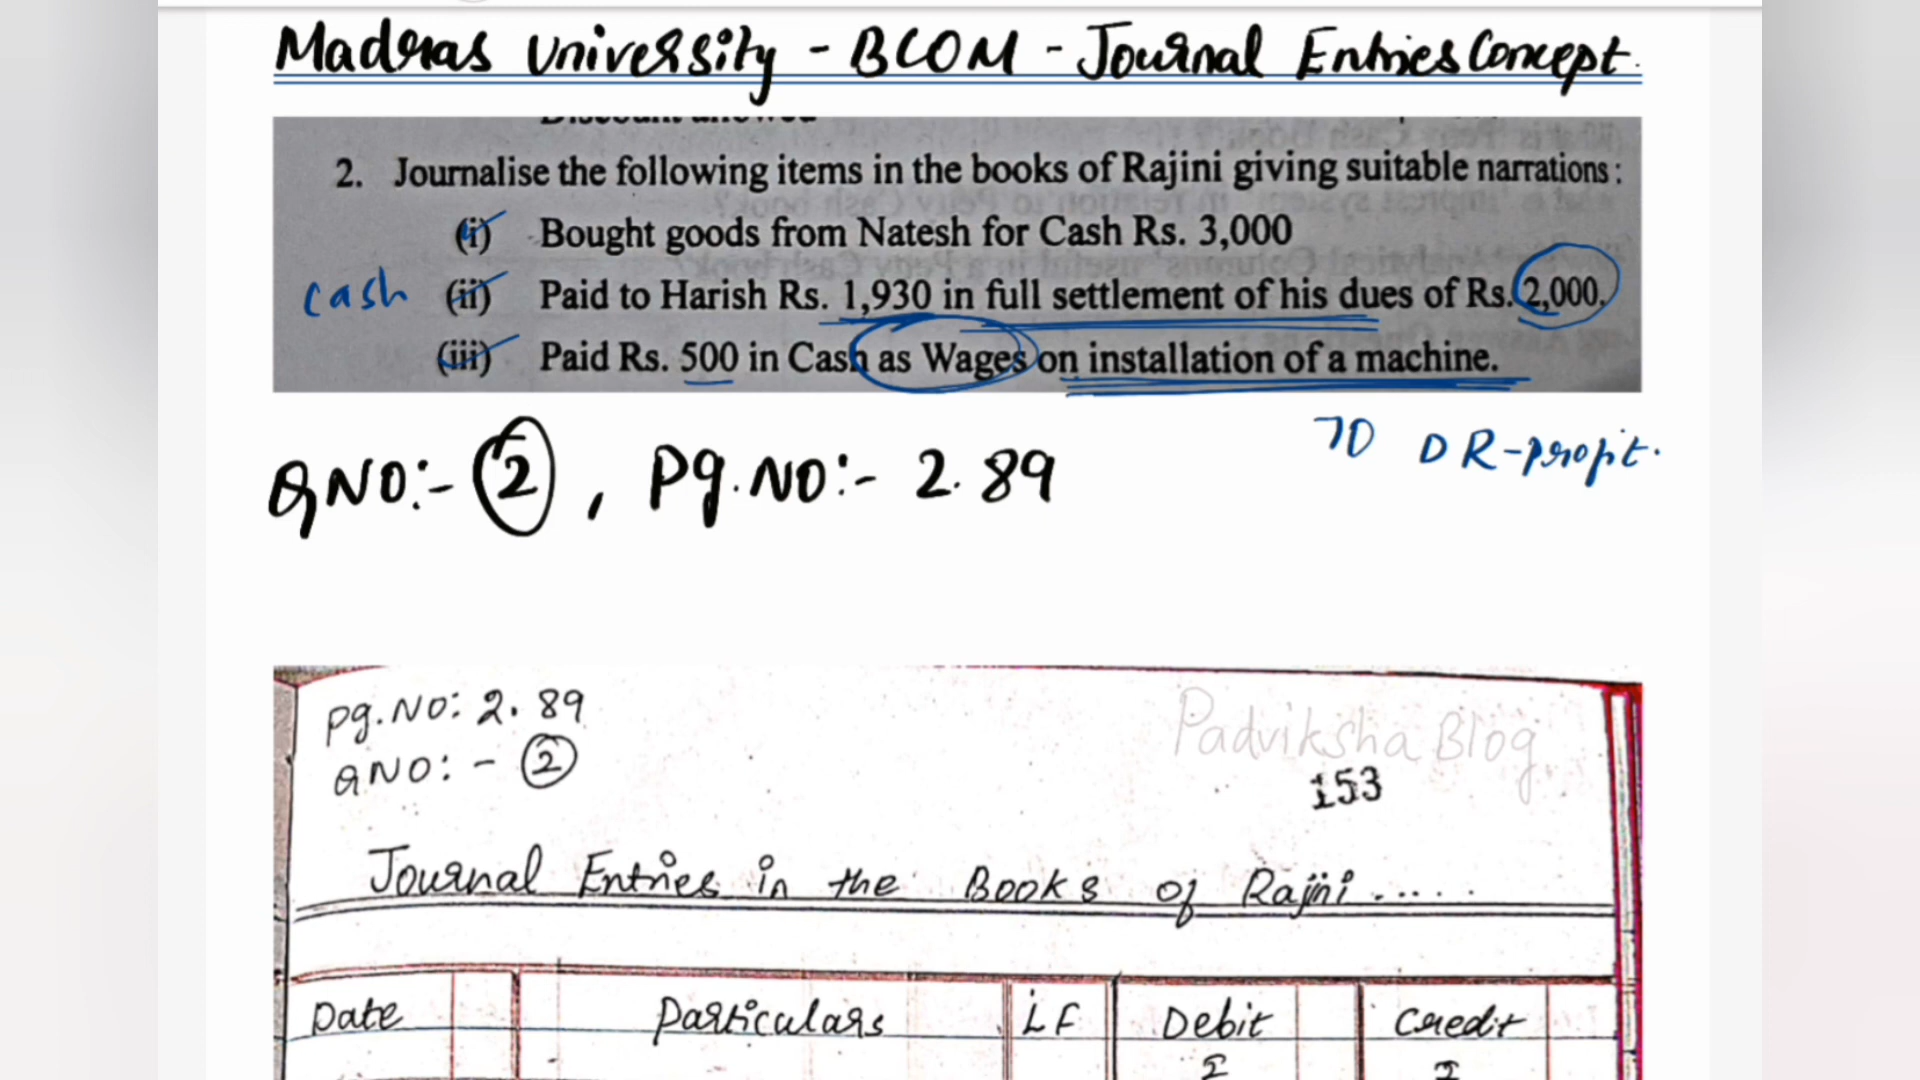 Madras University - BCOM - Journal Entries Concept.
2. Journalise the following items in the books of Rajini giving suitable narrations :
(i) Bought goods from Natesh for Cash Rs. 3,000
cash (ii) Paid to Harish Rs. 1,930 in full settlement of his dues of Rs. 2,000.
(iii) Paid Rs. 500 in Cash as Wages on installation of a machine.
70 DR-profit.
QNO:- 2 , Pg.NO:- 2.89
Pg.NO: 2.89
Padviksha Blog
QNO: - 2
153
Journal Entries in the Books of Rajini .....
Date Particulars LF Debit Credit